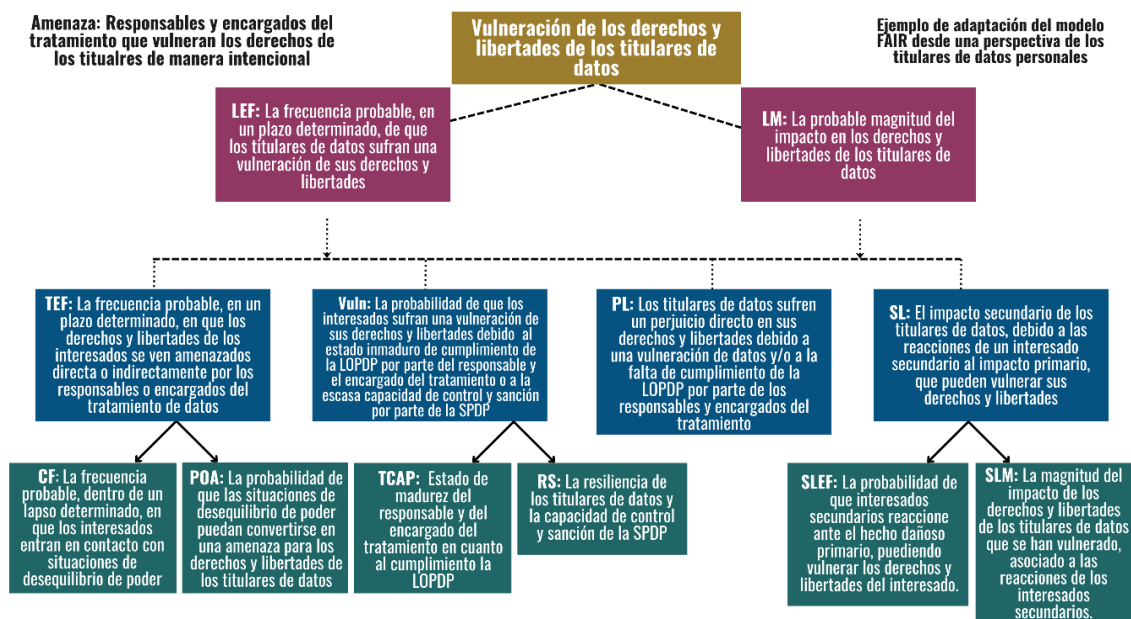 Amenaza: Responsables y encargados del
tratamiento que vulneran los derechos de
los titualres de manera intencional
Vulneración de los derechos y
libertades de los titulares de
datos
Ejemplo de adaptación del modelo
FAIR desde una perspectiva de los
titulares de datos personales
LEF: La frecuencia probable, en
un plazo determinado, de que
los titulares de datos sufran una
vulneración de sus derechos y
libertades
LM: La probable magnitud del
impacto en los derechos y
libertades de los titulares de
datos
TEF: La frecuencia probable, en un
plazo determinado, en que los
derechos y libertades de los
interesados se ven amenazados
directa o indirectamente por los
responsables o encargados del
tratamiento de datos
Vuln: La probabilidad de que los
interesados sufran una vulneración de
sus derechos y libertades debido al
estado inmaduro de cumplimiento de
la LOPDP por parte del responsable y
el encargado del tratamiento o a la
escasa capacidad de control y sanción
por parte de la SPDP
PL: Los titulares de datos sufren
un perjuicio directo en sus
derechos y libertades debido a
una vulneración de datos y/o a la
falta de cumplimiento de la
LOPDP por parte de los
responsables y encargados del
tratamiento
SL: El impacto secundario de los
titulares de datos, debido a las
reacciones de un interesado
secundario al impacto primario,
que pueden vulnerar sus
derechos y libertades
CF: La frecuencia
probable, dentro de un
lapso determinado, en
que los interesados
entran en contacto con
situaciones de
desequilibrio de poder
POA: La probabilidad de
que las situaciones de
desequilibrio de poder
puedan convertirse en
una amenaza para los
derechos y libertades de
los titulares de datos
TCAP: Estado de
madurez del
responsable y del
encargado del
tratamiento en cuanto
al cumplimiento la
LOPDP
RS: La resiliencia de
los titulares de datos y
la capacidad de control
y sanción de la SPDP
SLEF: La probabilidad de
que interesados
secundarios reaccione
ante el hecho dañoso
primario, puediendo
vulnerar los derechos y
libertades del interesado.
SLM: La magnitud del
impacto de los
derechos y libertades
de los titulares de datos
que se han vulnerado,
asociado a las
reacciones de los
interesados
secundarios.